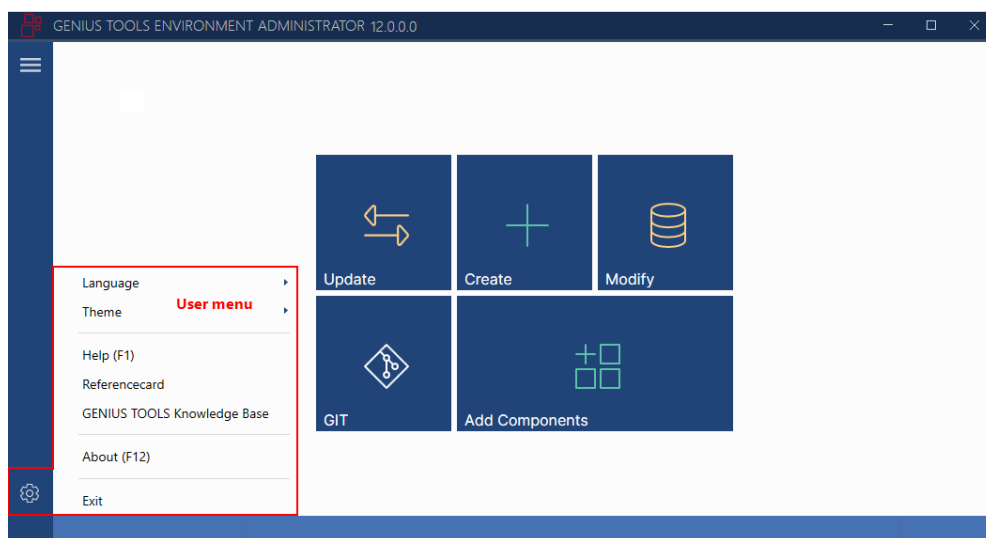 GENIUS TOOLS ENVIRONMENT ADMINISTRATOR 12.0.0.0
Update
Create
Modify
Language
Theme
User menu
Help (F1)
Referencecard
GENIUS TOOLS Knowledge Base
GIT
Add Components
About (F12)
Exit